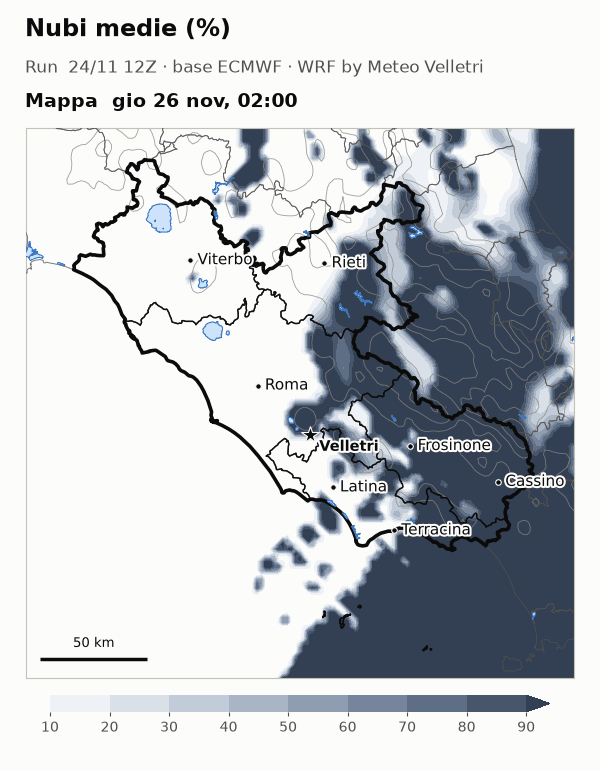 Nubi medie (%)
Run  24/11 12Z · base ECMWF · WRF by Meteo Velletri
Mappa  gio 26 nov, 02:00
Viterbo
Rieti
Roma
Velletri
Frosinone
Cassino
Latina
Terracina
50 km
10 20 30 40 50 60 70 80 90